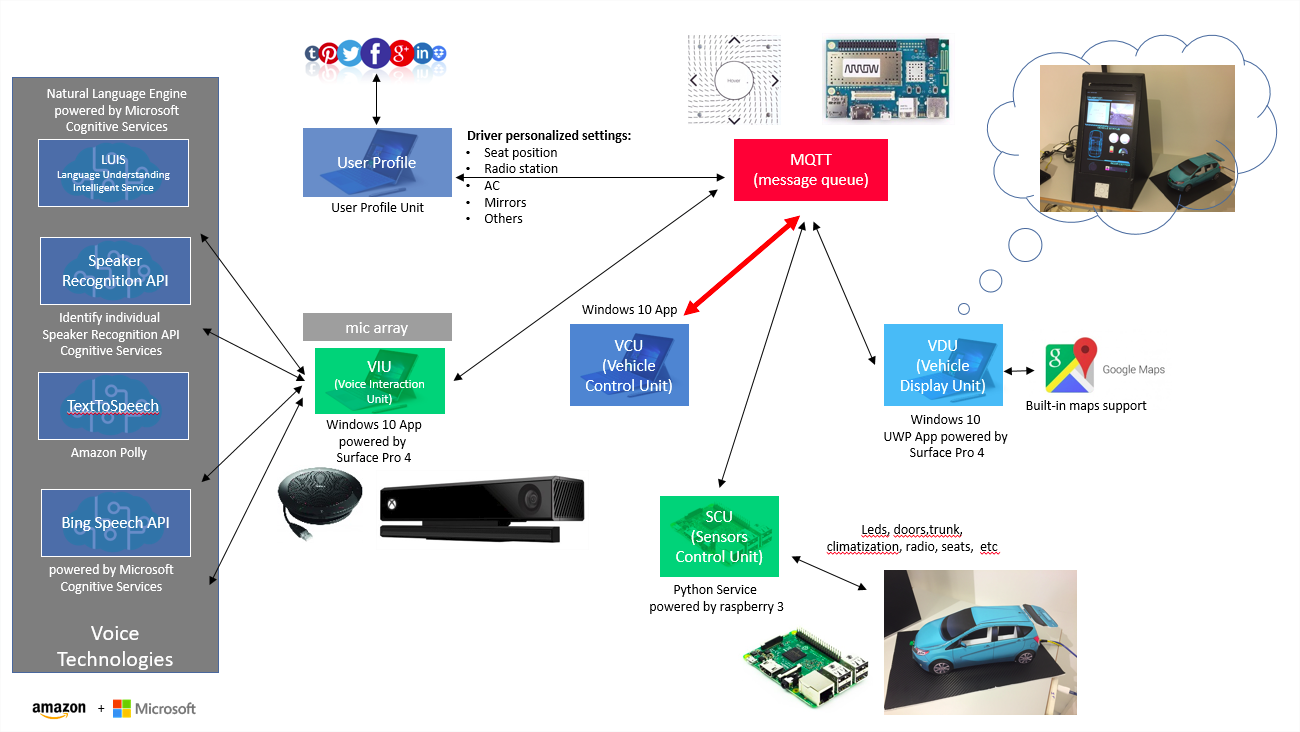 Natural Language Engine
powered by Microsoft
Cognitive Services
LUIS
Language Understanding
Intelligent Service
Speaker
Recognition API
Identify individual
Speaker Recognition API
Cognitive Services
TextToSpeech
Amazon Polly
Bing Speech API
powered by Microsoft
Cognitive Services
Voice
Technologies
amazon + Microsoft
t P f g+ in
User Profile
User Profile Unit
Driver personalized settings:
• Seat position
• Radio station
• AC
• Mirrors
• Others
Hover
ARROW
MQTT
(message queue)
mic array
VIU
(Voice Interaction
Unit)
Windows 10 App
powered by
Surface Pro 4
Windows 10 App
VCU
(Vehicle
Control Unit)
VDU
(Vehicle
Display Unit)
Windows 10
UWP App powered by
Surface Pro 4
g
Google Maps
Built-in maps support
SCU
(Sensors
Control Unit)
Python Service
powered by raspberry 3
Leds, doors,trunk,
climatization, radio, seats, etc